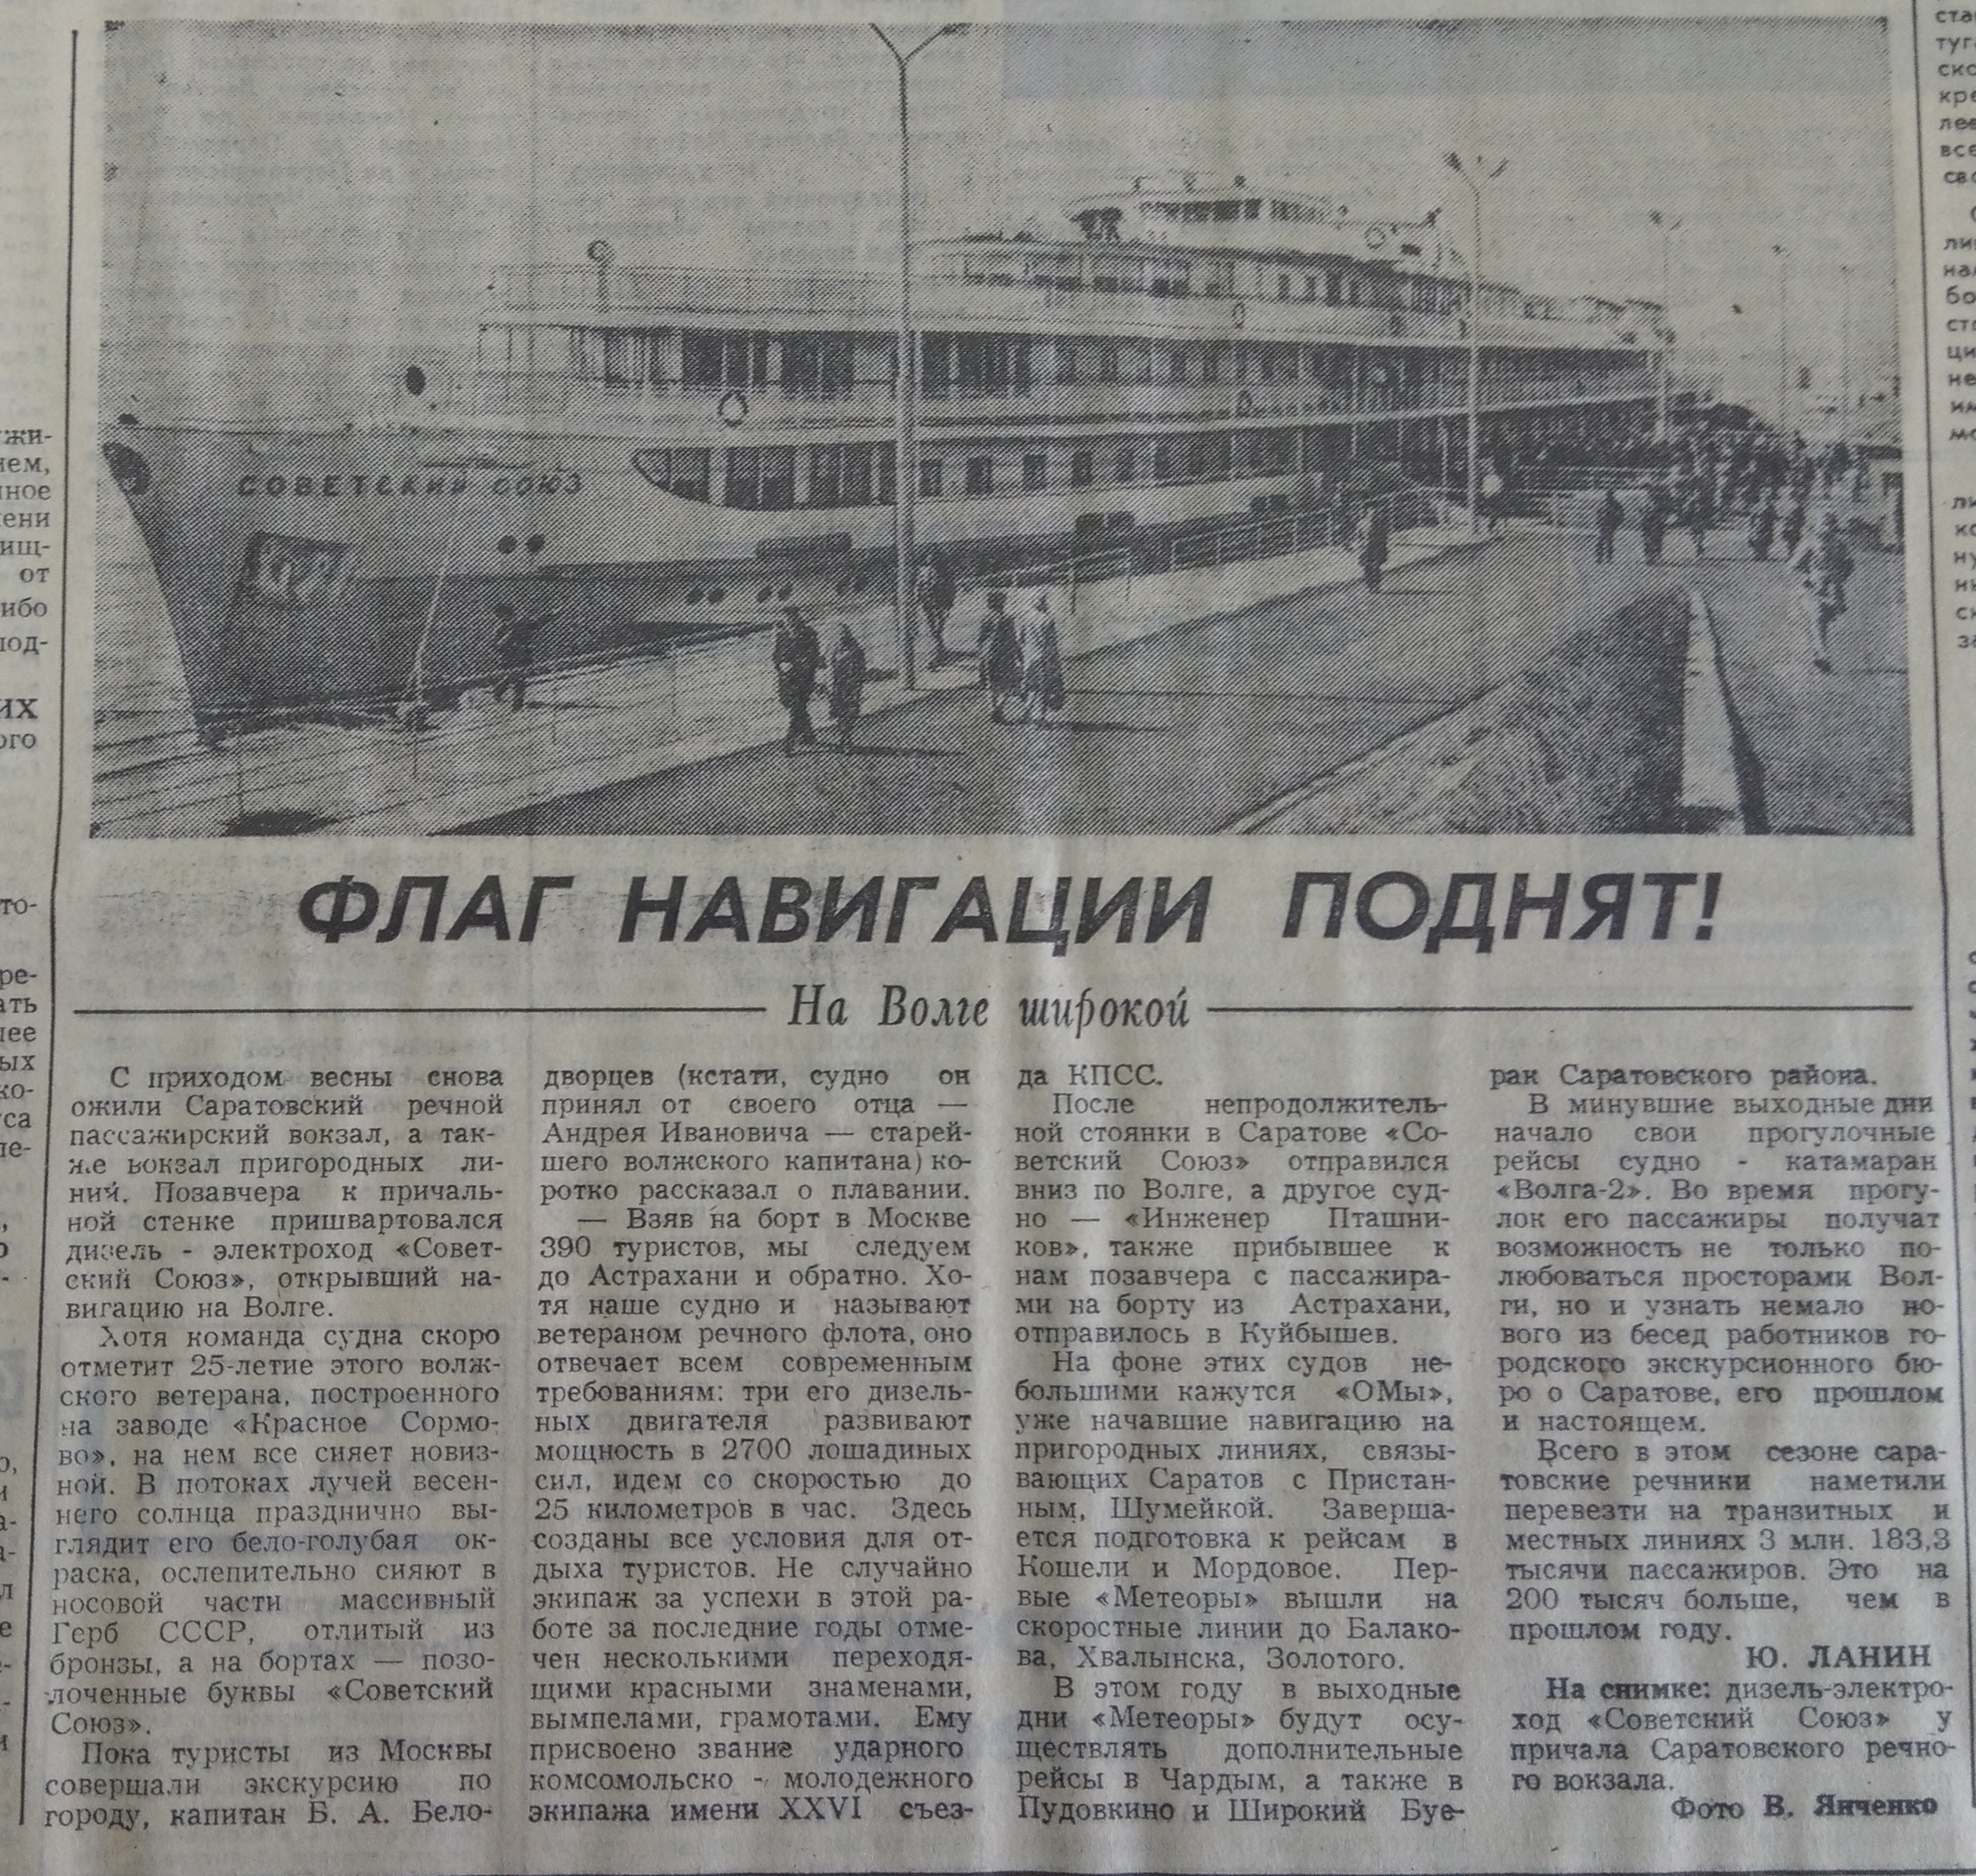 СОВЕТСКИЙ СОЮЗ
ФЛАГ НАВИГАЦИИ ПОДНЯТ!
На Волге широкой
С приходом весны снова
ожили Саратовский речной
пассажирский вокзал, а так-
же вокзал пригородных ли-
ний. Позавчера к причаль-
ной стенке пришвартовался
дизель - электроход «Совет-
ский Союз», открывший на-
вигацию на Волге.
Хотя команда судна скоро
отметит 25-летие этого волж-
ского ветерана, построенного
на заводе «Красное Сормо-
во», на нем все сияет новиз-
ной. В потоках лучей весен-
него солнца празднично вы-
глядит его бело-голубая ок-
раска, ослепительно сияют в
носовой части массивный
Герб СССР, отлитый из
бронзы, а на бортах — позо-
лоченные буквы «Советский
Союз».
Пока туристы из Москвы
совершали экскурсию по
городу, капитан Б. А. Бело-
дворцев (кстати, судно он
принял от своего отца —
Андрея Ивановича — старей-
шего волжского капитана) ко-
ротко рассказал о плавании.
— Взяв на борт в Москве
390 туристов, мы следуем
до Астрахани и обратно. Хо-
тя наше судно и называют
ветераном речного флота, оно
отвечает всем современным
требованиям: три его дизель-
ных двигателя развивают
мощность в 2700 лошадиных
сил, идем со скоростью до
25 километров в час. Здесь
созданы все условия для от-
дыха туристов. Не случайно
экипаж за успехи в этой ра-
боте за последние годы отме-
чен несколькими переходя-
щими красными знаменами,
вымпелами, грамотами. Ему
присвоено звание ударного
комсомольско - молодежного
экипажа имени XXVI съез-
да КПСС.
После непродолжитель-
ной стоянки в Саратове «Со-
ветский Союз» отправился
вниз по Волге, а другое суд-
но — «Инженер Пташни-
ков», также прибывшее к
нам позавчера с пассажира-
ми на борту из Астрахани,
отправилось в Куйбышев.
На фоне этих судов не-
большими кажутся «ОМы»,
уже начавшие навигацию на
пригородных линиях, связы-
вающих Саратов с Пристан-
ным, Шумейкой. Заверша-
ется подготовка к рейсам в
Кошели и Мордовое. Пер-
вые «Метеоры» вышли на
скоростные линии до Балако-
ва, Хвалынска, Золотого.
В этом году в выходные
дни «Метеоры» будут осу-
ществлять дополнительные
рейсы в Чардым, а также в
Пудовкино и Широкий Буе-
рак Саратовского района.
В минувшие выходные дни
начало свои прогулочные
рейсы судно - катамаран
«Волга-2». Во время прогу-
лок его пассажиры получат
возможность не только по-
любоваться просторами Вол-
ги, но и узнать немало но-
вого из бесед работников го-
родского экскурсионного бю-
ро о Саратове, его прошлом
и настоящем.
Всего в этом сезоне сара-
товские речники наметили
перевезти на транзитных и
местных линиях 3 млн. 183,3
тысячи пассажиров. Это на
200 тысяч больше, чем в
прошлом году.
Ю. ЛАНИН
На снимке: дизель-электро-
ход «Советский Союз» у
причала Саратовского речно-
го вокзала.
Фото В. Янченко